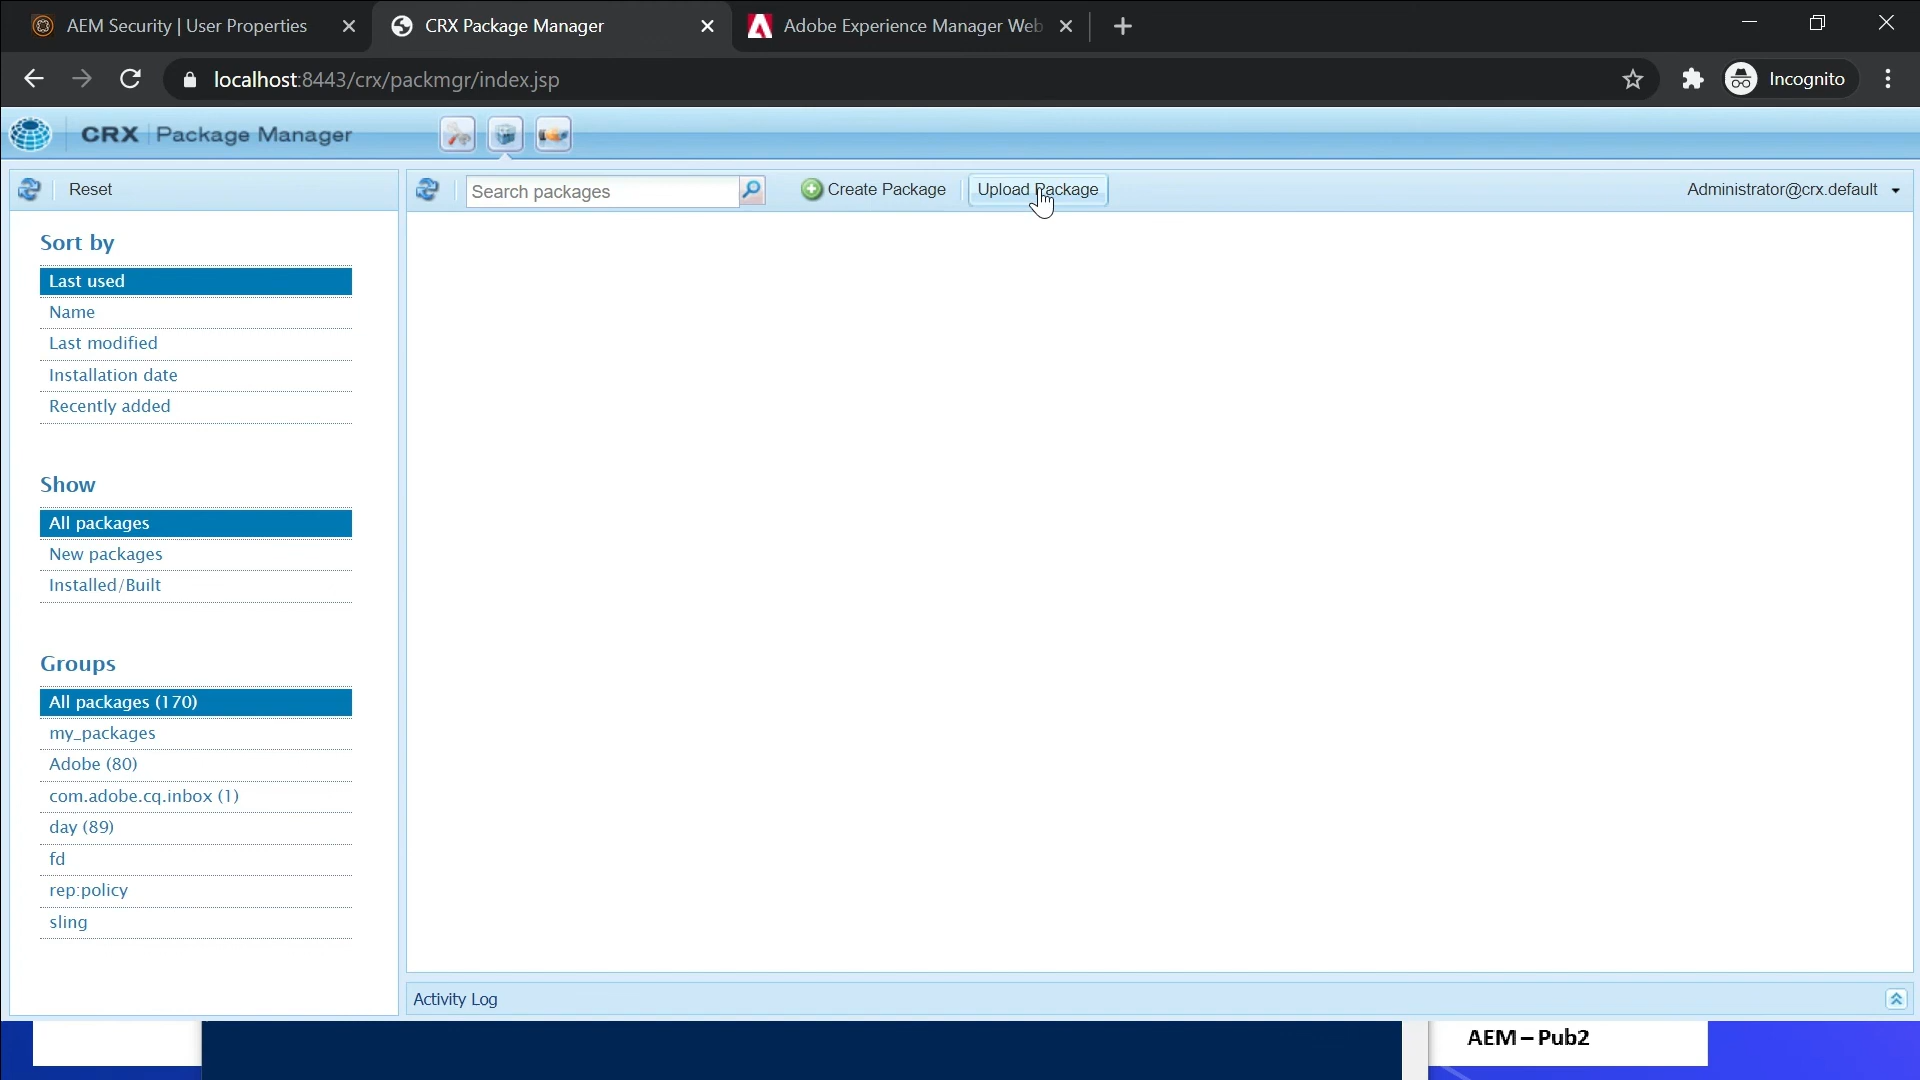 AEM Security | User Properties
CRX Package Manager
Adobe Experience Manager Web
localhost:8443/crx/packmgr/index.jsp
Incognito
CRX Package Manager
Reset
Search packages
Create Package
Upload Package
Administrator@crx.default
Sort by
Last used
Name
Last modified
Installation date
Recently added
Show
All packages
New packages
Installed/Built
Groups
All packages (170)
my_packages
Adobe (80)
com.adobe.cq.inbox (1)
day (89)
fd
rep:policy
sling
Activity Log
AEM – Pub2